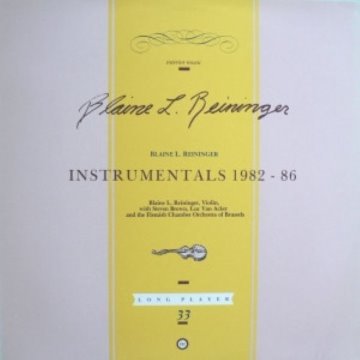 Blaine L. Reininger
BLAINE L. REININGER
INSTRUMENTALS 1982 - 86
Blaine L. Reininger, Violin,
with Steven Brown, Luc Van Acker
and the Flemish Chamber Orchestra of Brussels
LONG PLAYER
33